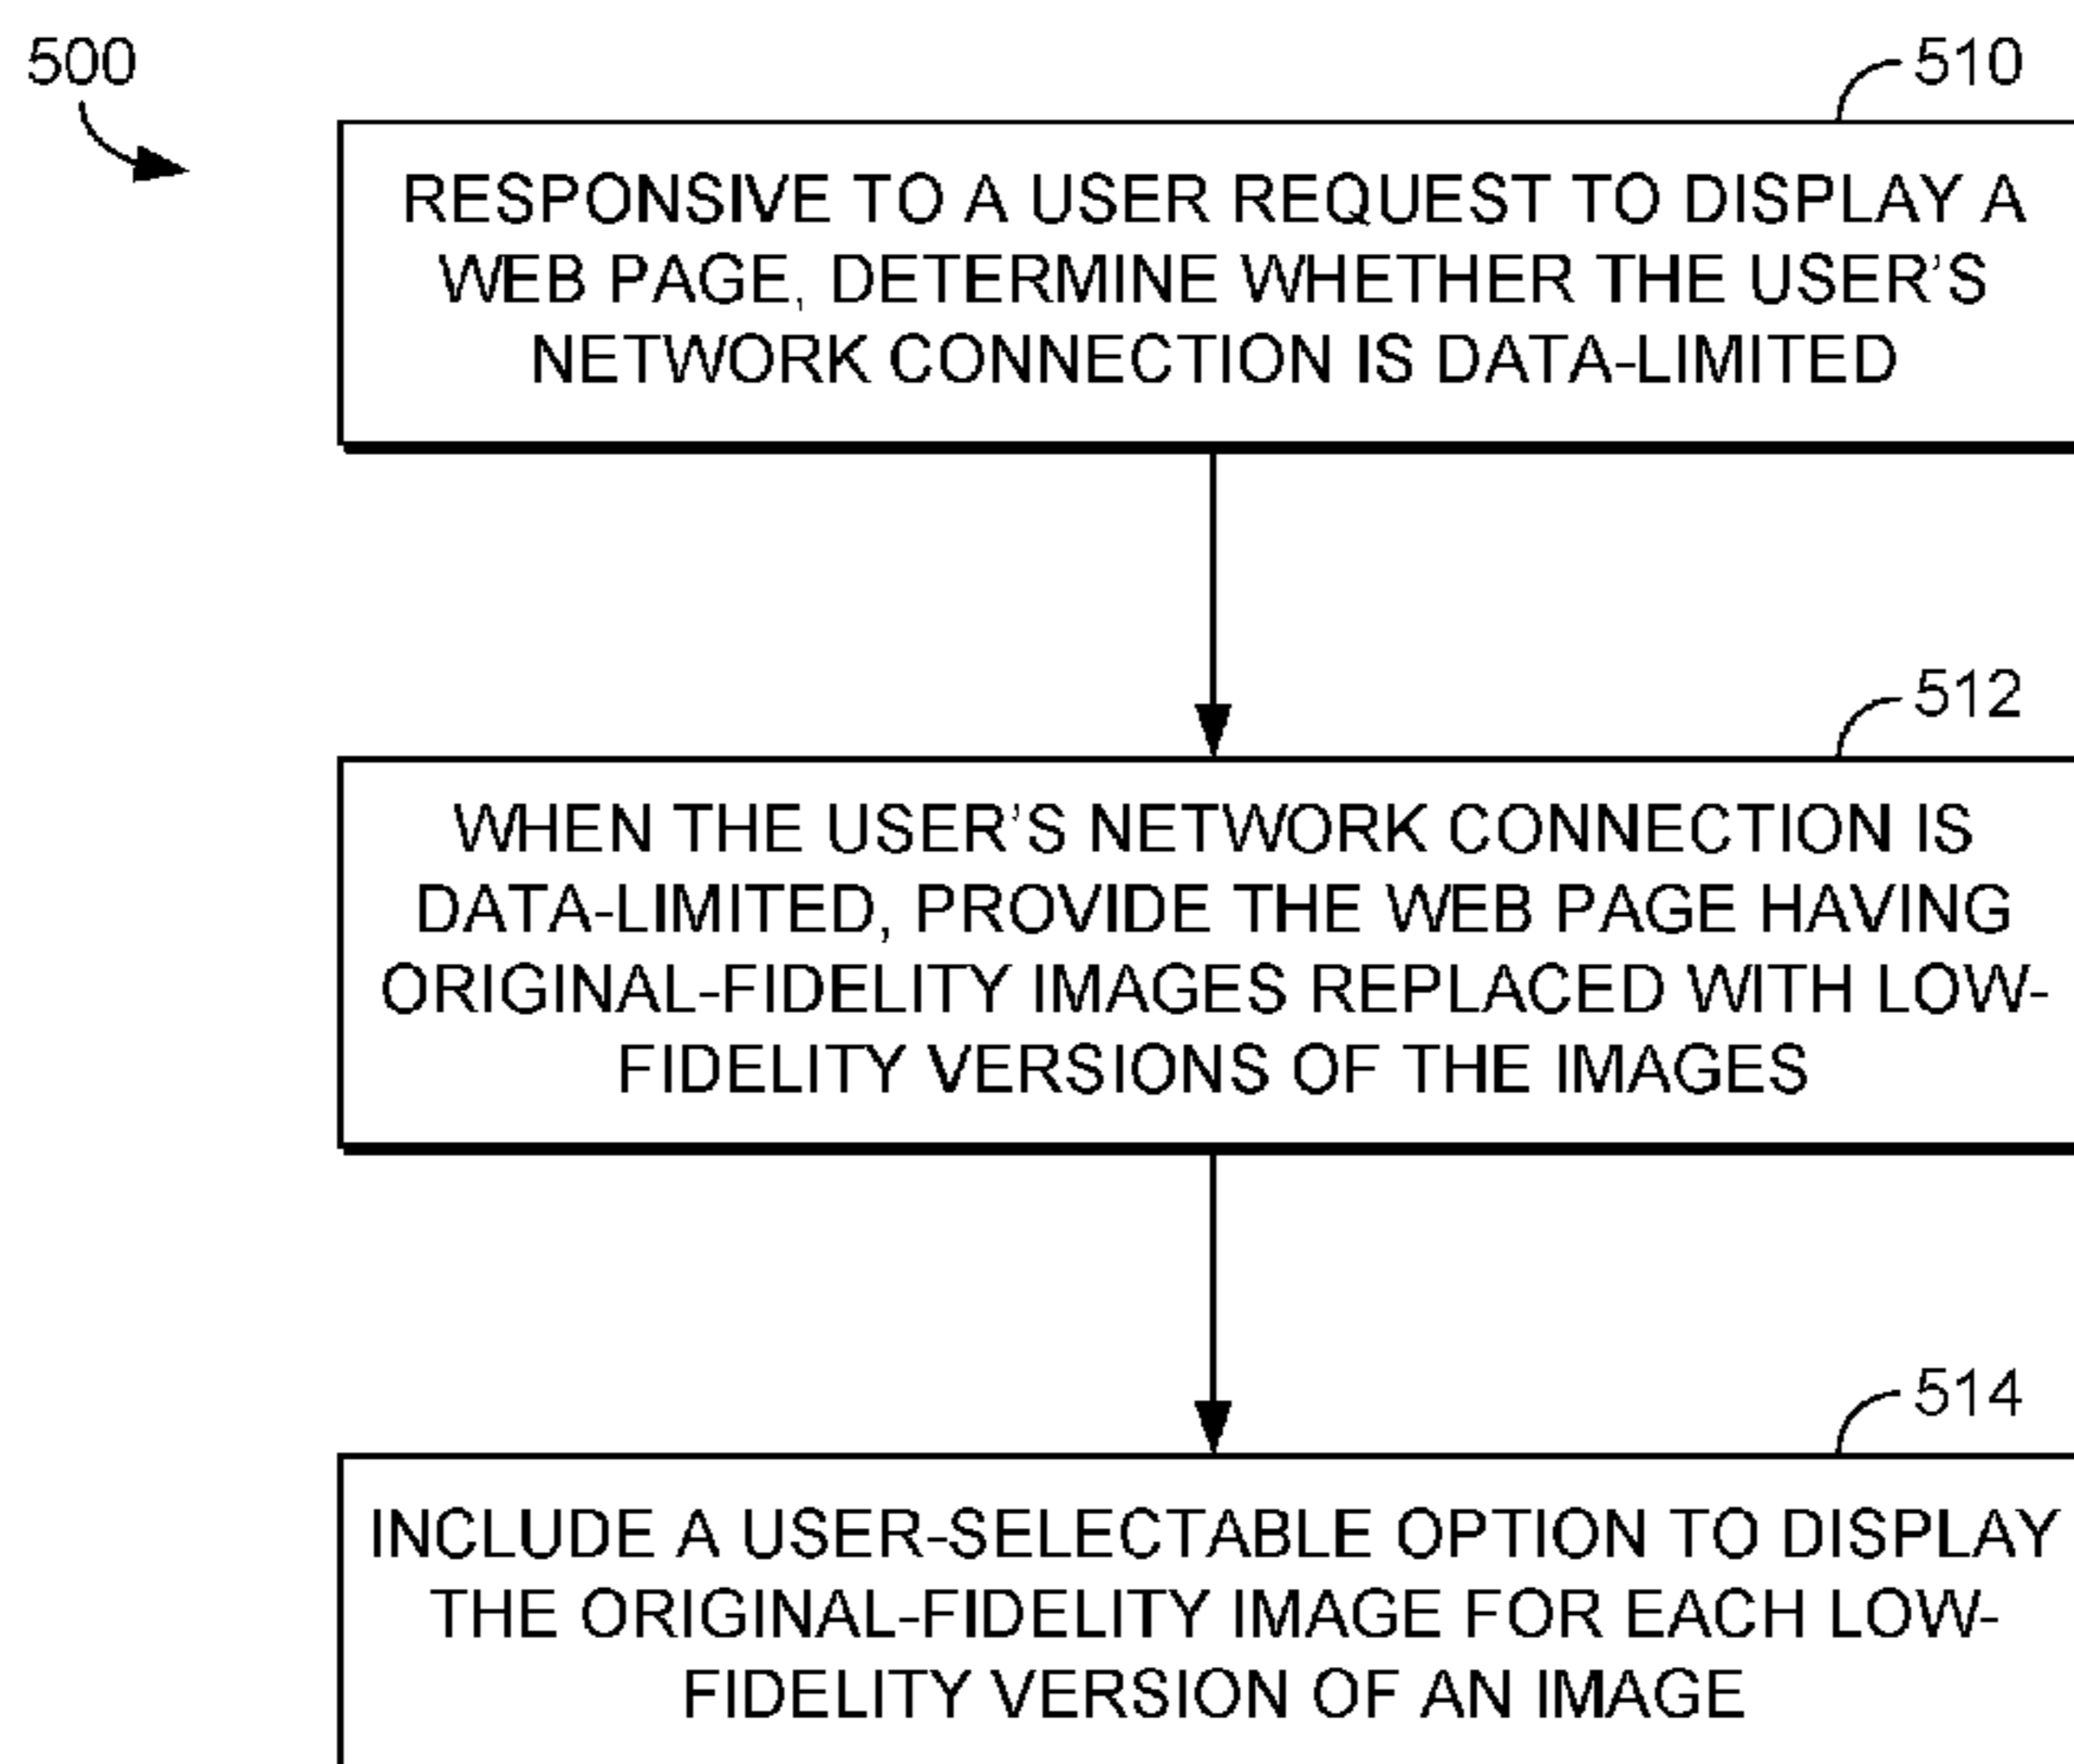 500
510
RESPONSIVE TO A USER REQUEST TO DISPLAY A
WEB PAGE, DETERMINE WHETHER THE USER'S
NETWORK CONNECTION IS DATA-LIMITED
512
WHEN THE USER'S NETWORK CONNECTION IS
DATA-LIMITED, PROVIDE THE WEB PAGE HAVING
ORIGINAL-FIDELITY IMAGES REPLACED WITH LOW-
FIDELITY VERSIONS OF THE IMAGES
514
INCLUDE A USER-SELECTABLE OPTION TO DISPLAY
THE ORIGINAL-FIDELITY IMAGE FOR EACH LOW-
FIDELITY VERSION OF AN IMAGE